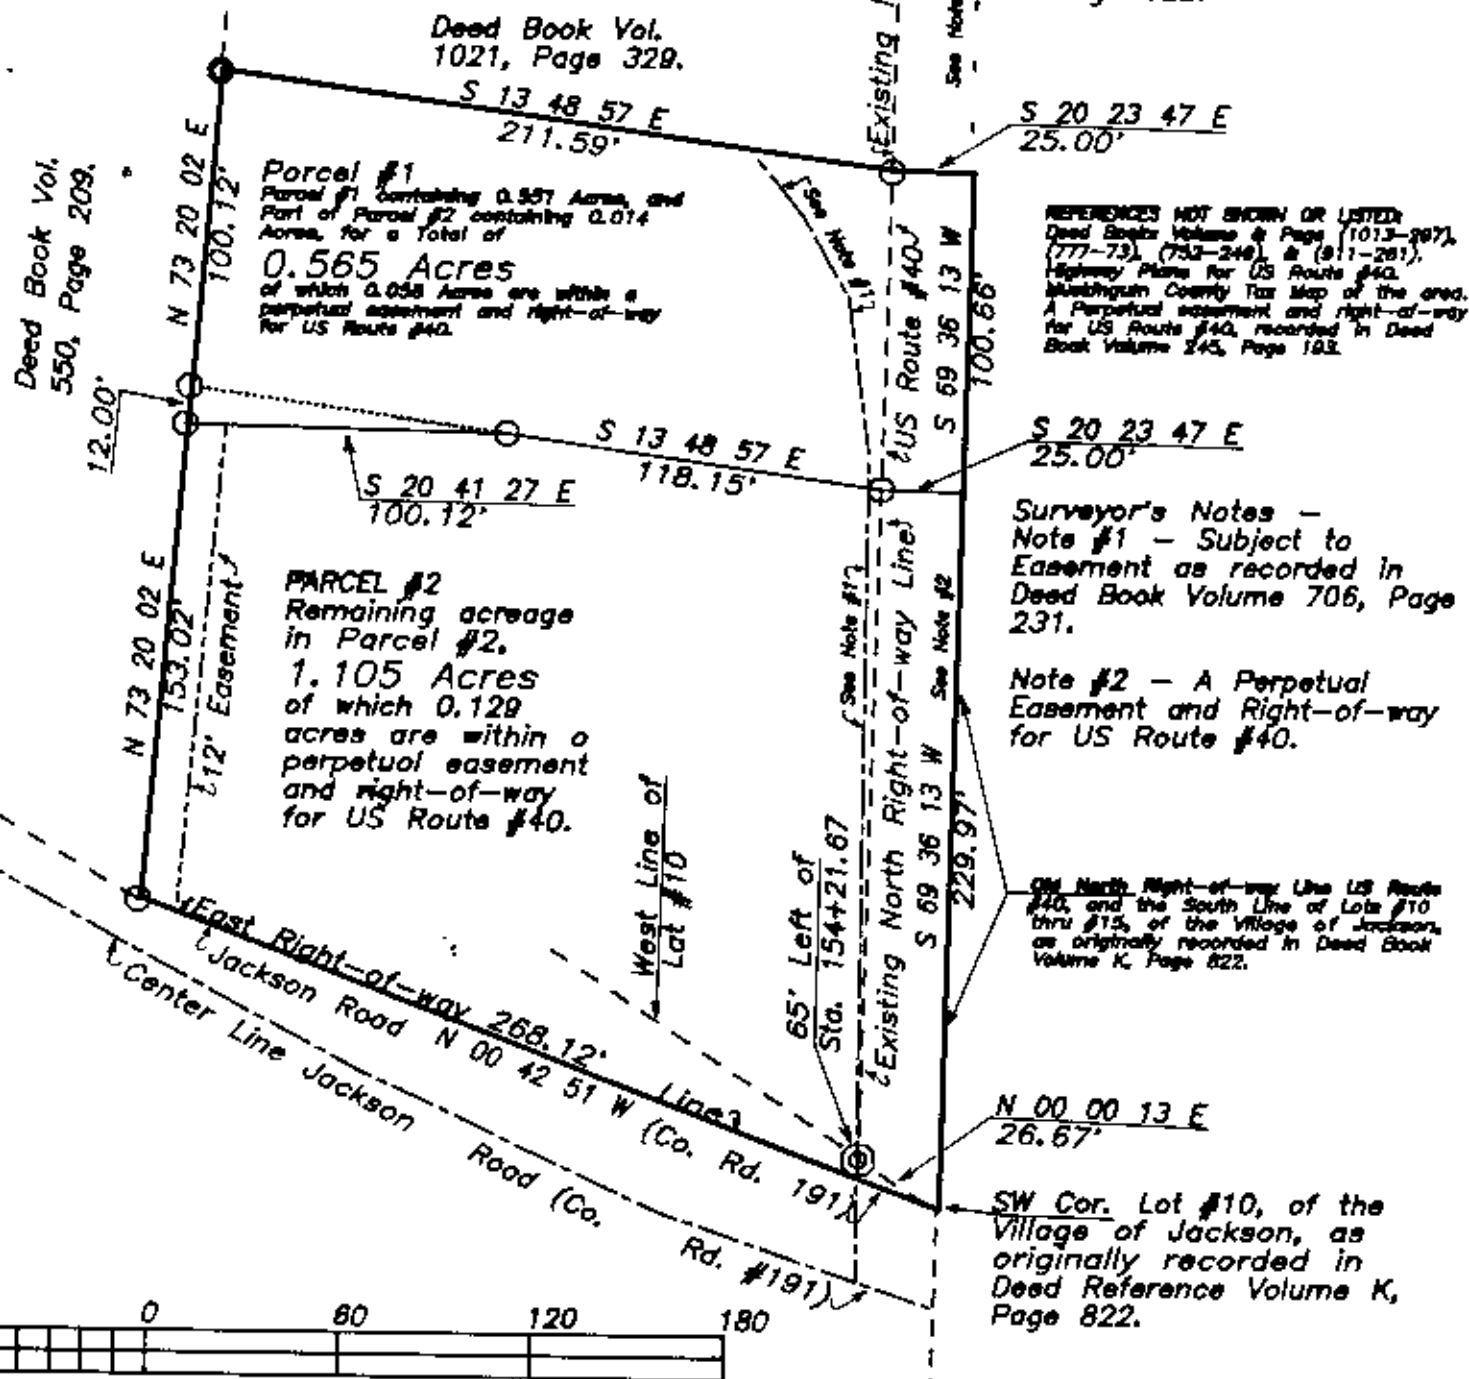 Deed Book Vol.
1021, Page 329.
S 13 48 57 E
211.59'
(Existing
See Note
S 20 23 47 E
25.00'
Deed Book Vol.
550, Page 209.
N 73 20 02 E
100.12'
Parcel #1
Parcel #1 containing 0.551 Acres, and
Part of Parcel #2 containing 0.014
Acres, for a Total of
0.565 Acres
of which 0.058 Acres are within a
perpetual easement and right-of-way
for US Route #40.
(See Note #1)
US Route #40)
S 69 36 13 W
100.66'
REFERENCES NOT SHOWN OR LISTED:
Deed Books Volume & Page (1013-297),
(777-73), (752-246), & (911-261).
Highway Plans for US Route #40.
Muskingum County Tax Map of the area.
A Perpetual easement and right-of-way
for US Route #40, recorded in Deed
Book Volume 245, Page 193.
12.00'
S 13 48 57 E
118.15'
S 20 23 47 E
25.00'
S 20 41 27 E
100.12'
N 73 20 02 E
153.02'
12' Easement
PARCEL #2
Remaining acreage
in Parcel #2.
1.105 Acres
of which 0.129
acres are within a
perpetual easement
and right-of-way
for US Route #40.
(See Note #1)
(Existing North Right-of-way Line)
See Note #2
S 69 36 13 W
229.97'
Surveyor's Notes -
Note #1 - Subject to
Easement as recorded in
Deed Book Volume 706, Page
231.
Note #2 - A Perpetual
Easement and Right-of-way
for US Route #40.
West Line of
Lot #10
65' Left of
Sta. 154+21.67
Old North Right-of-way Line US Route
#40, and the South Line of Lots #10
thru #15, of the Village of Jackson,
as originally recorded in Deed Book
Volume K, Page 822.
(East Right-of-way 268.12' Line)
Jackson Road N 00 42 51 W (Co. Rd. 191)
Center Line Jackson Road (Co. Rd. #191)
N 00 00 13 E
26.67'
SW Cor. Lot #10, of the
Village of Jackson, as
originally recorded in
Deed Reference Volume K,
Page 822.
0 60 120 180